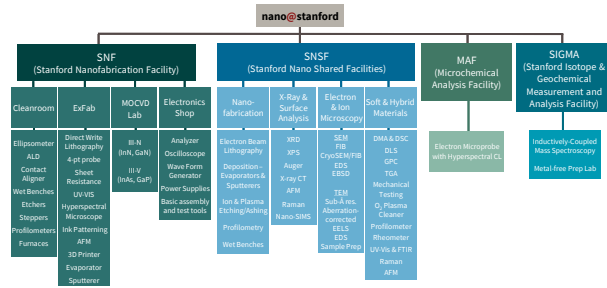 nano@stanford
SNF
(Stanford Nanofabrication Facility)
SNSF
(Stanford Nano Shared Facilities)
MAF
(Microchemical
Analysis Facility)
SIGMA
(Stanford Isotope &
Geochemical
Measurement and
Analysis Facility)
Cleanroom
ExFab
MOCVD
Lab
Electronics
Shop
Nano-
fabrication
X-Ray &
Surface
Analysis
Electron
& Ion
Microscopy
Soft & Hybrid
Materials
Ellipsometer
ALD
Contact
Aligner
Wet Benches
Etchers
Steppers
Profilometers
Furnaces
Direct Write
Lithography
4-pt probe
Sheet
Resistance
UV-VIS
Hyperspectral
Microscope
Ink Patterning
AFM
3D Printer
Evaporator
Sputterer
III-N
(InN, GaN)
III-V
(InAs, GaP)
Analyzer
Oscilloscope
Wave Form
Generator
Power Supplies
Basic assembly
and test tools
Electron Beam
Lithography
Deposition –
Evaporators &
Sputterers
Ion & Plasma
Etching/Ashing
Profilometry
Wet Benches
XRD
XPS
Auger
X-ray CT
AFM
Raman
Nano-SIMS
SEM
FIB
CryoSEM/FIB
EDS
EBSD
TEM
Sub-Å res.
Aberration-
corrected
EELS
EDS
Sample Prep
DMA & DSC
DLS
GPC
TGA
Mechanical
Testing
O₂ Plasma
Cleaner
Profilometer
Rheometer
UV-Vis & FTIR
Raman
AFM
Electron Microprobe
with Hyperspectral CL
Inductively-Coupled
Mass Spectroscopy
Metal-free Prep Lab